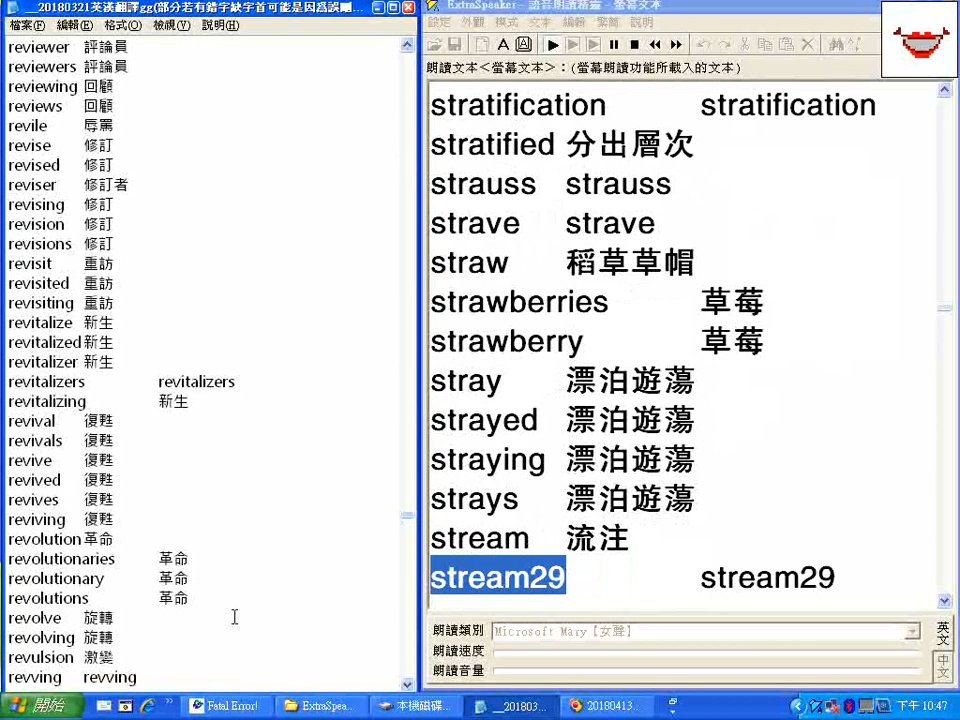 __20180321英漢翻譯gg(部分若有錯字缺字首可能是因爲誤刪...
檔案(F) 編輯(E) 格式(O) 檢視(V) 說明(H)
reviewer 評論員
reviewers 評論員
reviewing 回顧
reviews 回顧
revile 辱罵
revise 修訂
revised 修訂
reviser 修訂者
revising 修訂
revision 修訂
revisions 修訂
revisit 重訪
revisited 重訪
revisiting 重訪
revitalize 新生
revitalized 新生
revitalizer 新生
revitalizers revitalizers
revitalizing 新生
revival 復甦
revivals 復甦
revive 復甦
revived 復甦
revives 復甦
reviving 復甦
revolution 革命
revolutionaries 革命
revolutionary 革命
revolutions 革命
revolve 旋轉
revolving 旋轉
revulsion 激變
revving revving
ExtraSpeaker - 語音朗讀精靈 - 螢幕文本
設定 外觀 模式 文本 編輯 繁簡 說明
朗讀文本<螢幕文本>：(螢幕朗讀功能所載入的文本)
stratification stratification
stratified 分出層次
strauss strauss
strave strave
straw 稻草草帽
strawberries 草莓
strawberry 草莓
stray 漂泊遊蕩
strayed 漂泊遊蕩
straying 漂泊遊蕩
strays 漂泊遊蕩
stream 流注
stream29 stream29
朗讀類別 Microsoft Mary【女聲】
朗讀速度
朗讀音量
英文
中文
開始 Fatal Error! ExtraSpea... 本機磁碟... __201803... 20180413... 下午 10:47